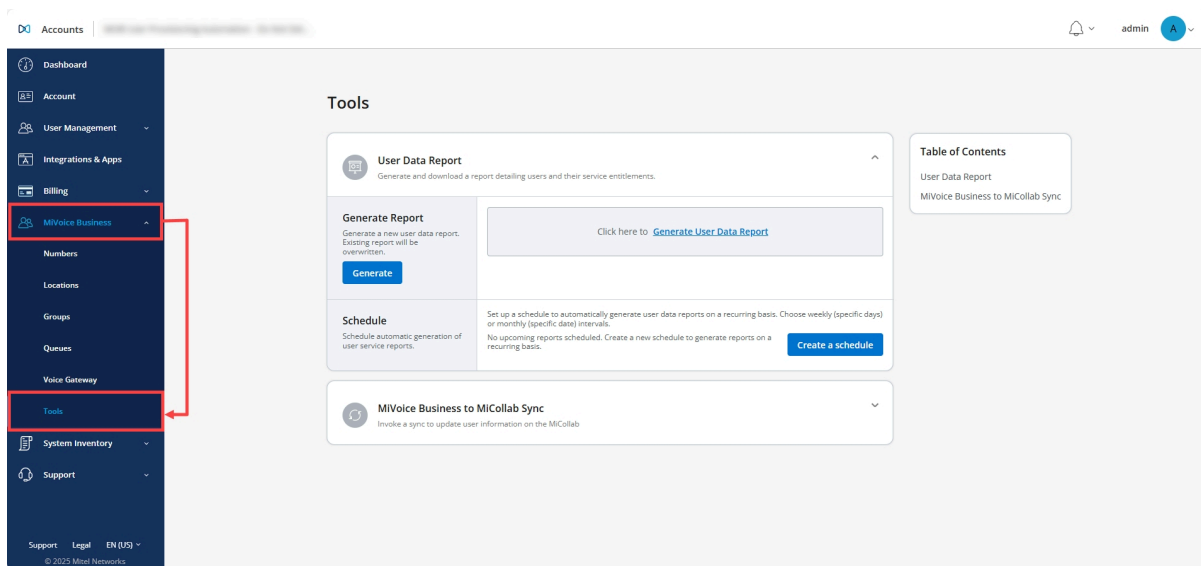 Accounts
admin
A
Dashboard
Account
User Management
Integrations & Apps
Billing
MiVoice Business
Numbers
Locations
Groups
Queues
Voice Gateway
Tools
System Inventory
Support
Support Legal EN (US)
© 2025 Mitel Networks
Tools
User Data Report
Generate and download a report detailing users and their service entitlements.
Generate Report
Generate a new user data report.
Existing report will be
overwritten.
Generate
Click here to Generate User Data Report
Schedule
Schedule automatic generation of
user service reports.
Set up a schedule to automatically generate user data reports on a recurring basis. Choose weekly (specific days)
or monthly (specific date) intervals.
No upcoming reports scheduled. Create a new schedule to generate reports on a
recurring basis.
Create a schedule
MiVoice Business to MiCollab Sync
Invoke a sync to update user information on the MiCollab
Table of Contents
User Data Report
MiVoice Business to MiCollab Sync